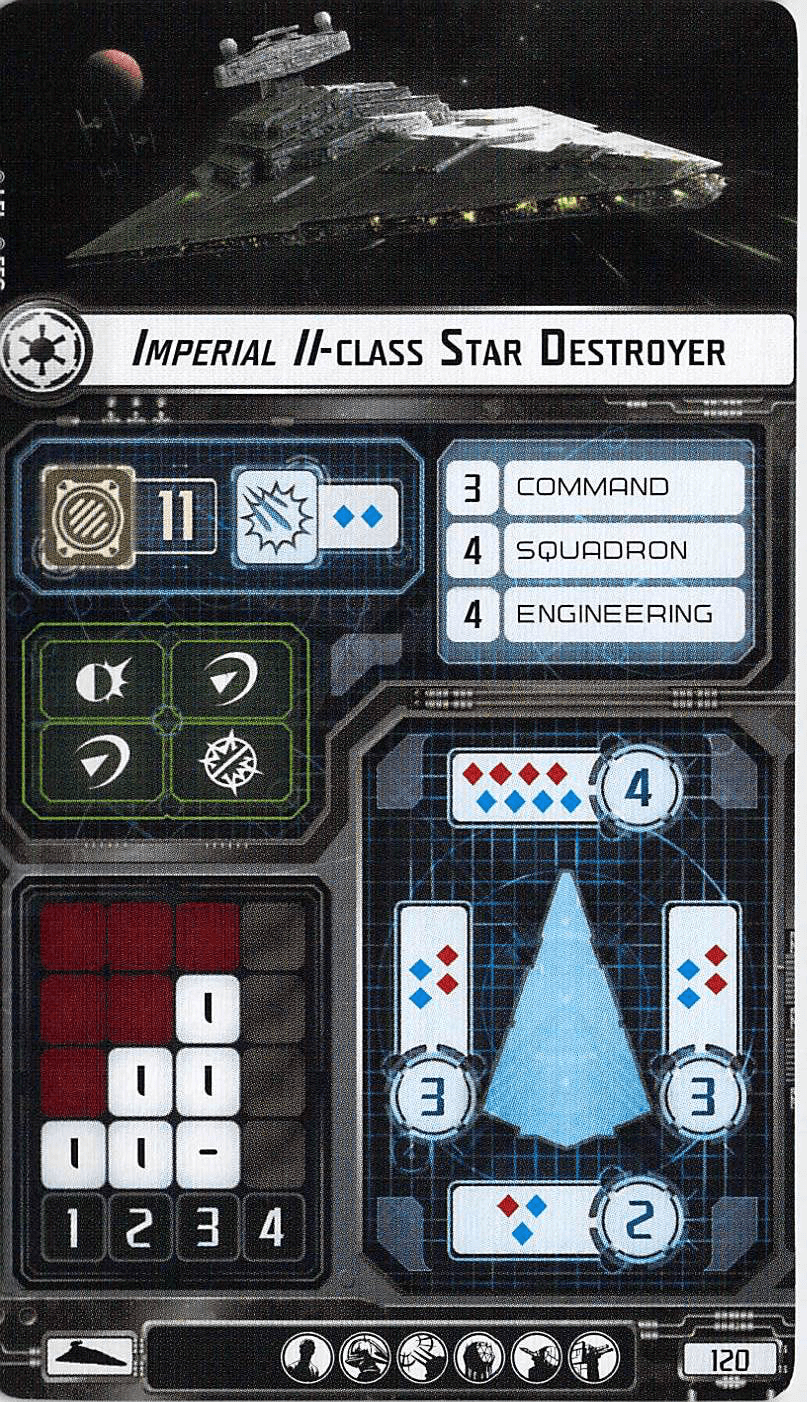 IMPERIAL II-CLASS STAR DESTROYER
11
3 COMMAND
4 SQUADRON
4 ENGINEERING
4
3 3
2
I
I I
I I -
1 2 3 4
120